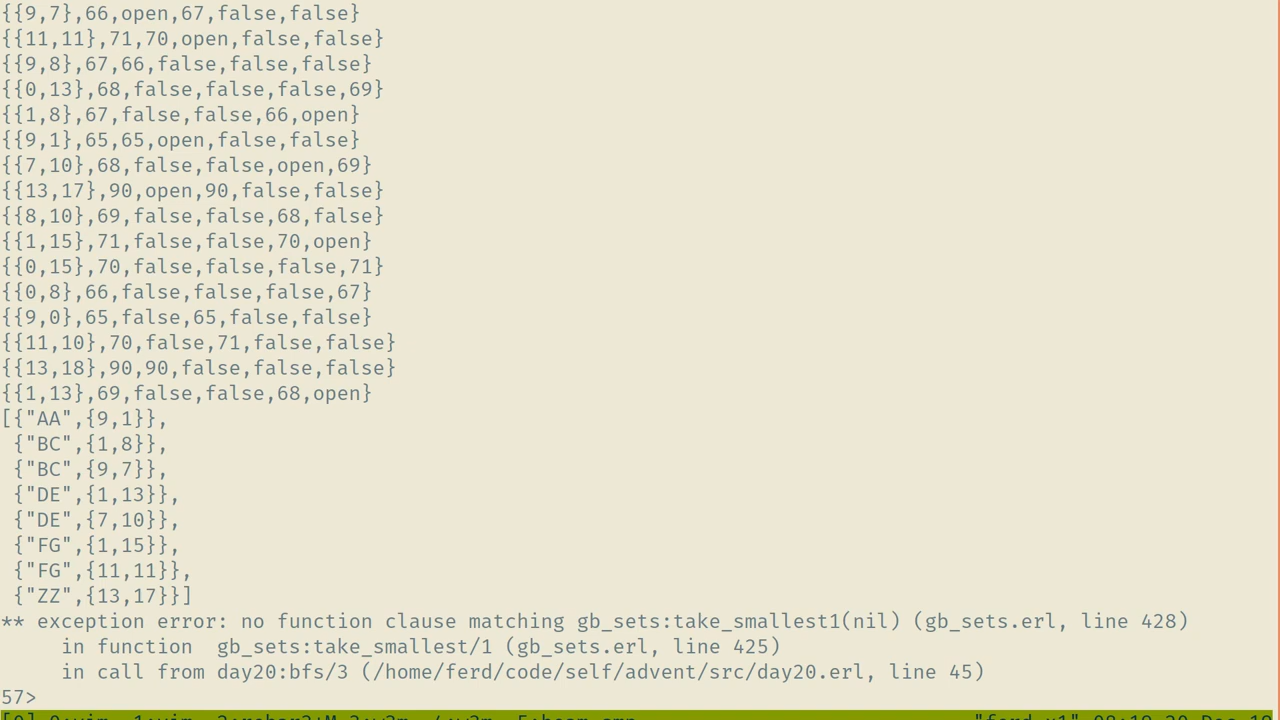 {{9,7},66,open,67,false,false}
{{11,11},71,70,open,false,false}
{{9,8},67,66,false,false,false}
{{0,13},68,false,false,false,69}
{{1,8},67,false,false,66,open}
{{9,1},65,65,open,false,false}
{{7,10},68,false,false,open,69}
{{13,17},90,open,90,false,false}
{{8,10},69,false,false,68,false}
{{1,15},71,false,false,70,open}
{{0,15},70,false,false,false,71}
{{0,8},66,false,false,false,67}
{{9,0},65,false,65,false,false}
{{11,10},70,false,71,false,false}
{{13,18},90,90,false,false,false}
{{1,13},69,false,false,68,open}
[{"AA",{9,1}},
 {"BC",{1,8}},
 {"BC",{9,7}},
 {"DE",{1,13}},
 {"DE",{7,10}},
 {"FG",{1,15}},
 {"FG",{11,11}},
 {"ZZ",{13,17}}]
** exception error: no function clause matching gb_sets:take_smallest1(nil) (gb_sets.erl, line 428)
     in function  gb_sets:take_smallest/1 (gb_sets.erl, line 425)
     in call from day20:bfs/3 (/home/ferd/code/self/advent/src/day20.erl, line 45)
57>